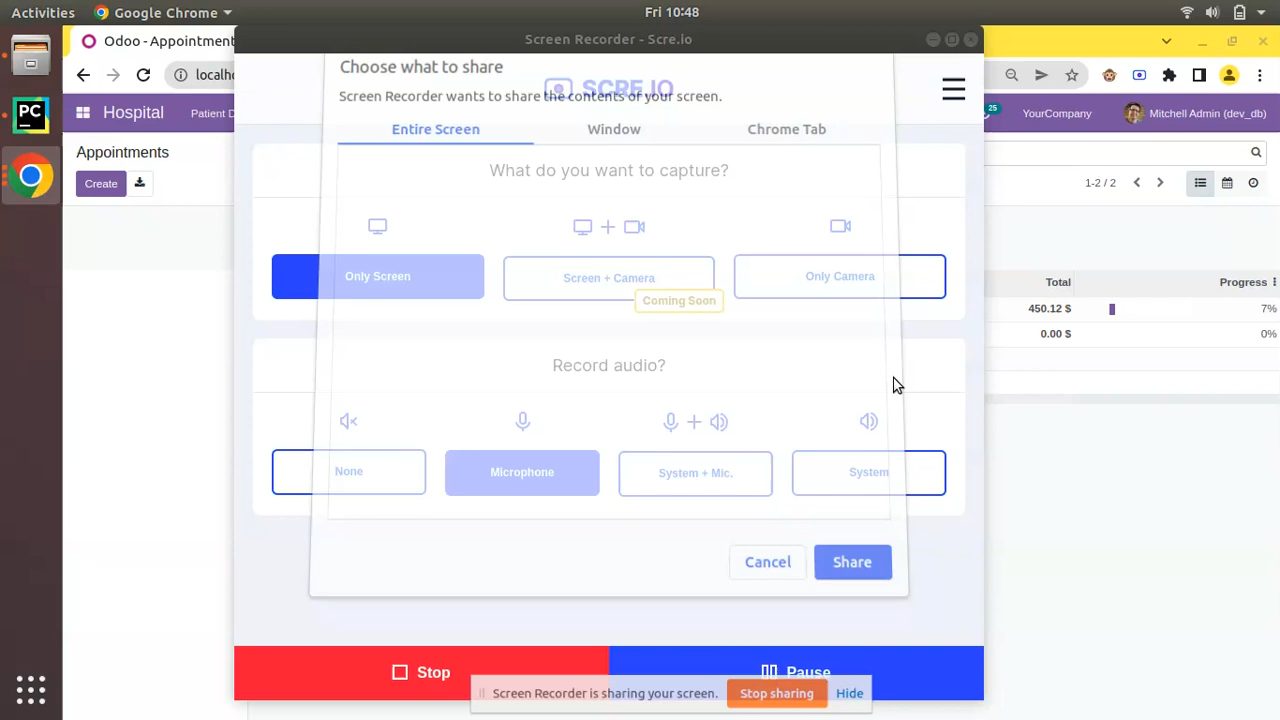 Activities Google Chrome Fri 10:48
Odoo - Appointment Screen Recorder - Scre.io
localh
Choose what to share
SCRE.IO
Screen Recorder wants to share the contents of your screen.
Hospital Patient D 25 YourCompany Mitchell Admin (dev_db)
Entire Screen Window Chrome Tab
Appointments
What do you want to capture?
Create 1-2 / 2
Only Screen Screen + Camera Only Camera
Coming Soon
Total Progress
450.12 $ 7%
0.00 $ 0%
Record audio?
None Microphone System + Mic. System
Cancel Share
Stop Pause
Screen Recorder is sharing your screen. Stop sharing Hide
PC